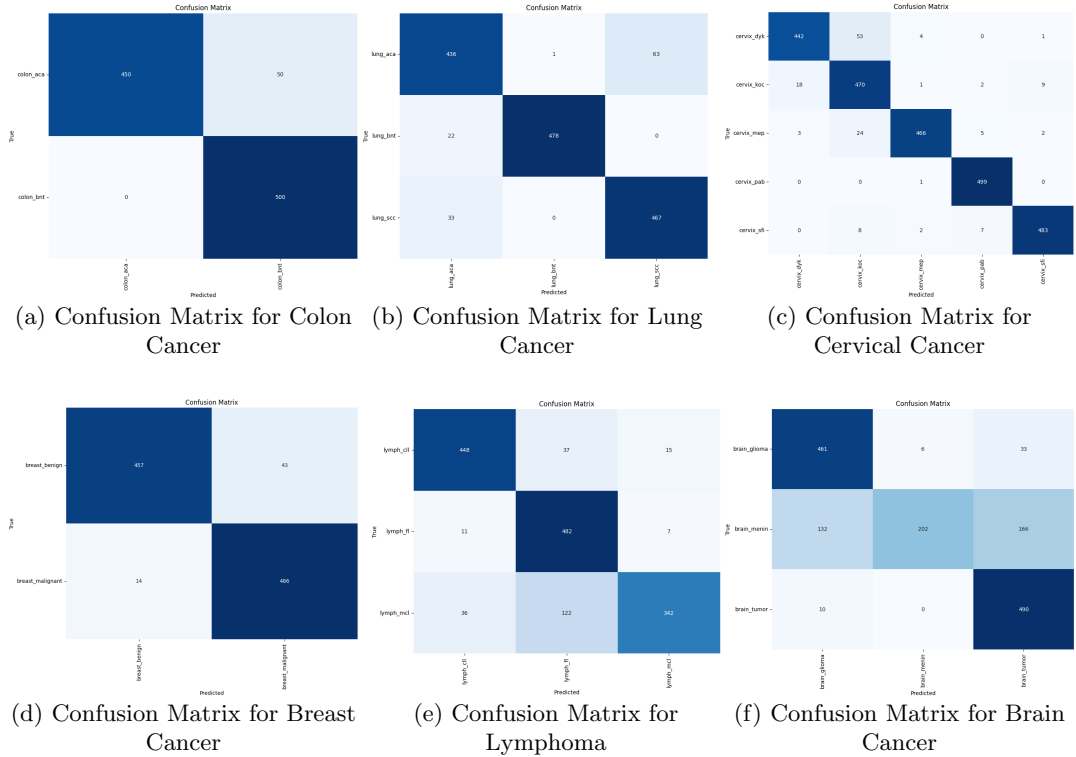 Confusion Matrix
colon_aca
450
50
True
colon_bnt
0
500
colon_aca
colon_bnt
Predicted
(a) Confusion Matrix for Colon
Cancer
Confusion Matrix
lung_aca
436
1
63
True
lung_bnt
22
478
0
lung_scc
33
0
467
lung_aca
lung_bnt
lung_scc
Predicted
(b) Confusion Matrix for Lung
Cancer
Confusion Matrix
cervix_dyk
442
53
4
0
1
cervix_koc
18
470
1
2
9
True
cervix_mep
3
24
466
5
2
cervix_pab
0
0
1
499
0
cervix_sfi
0
8
2
7
483
cervix_dyk
cervix_koc
cervix_mep
cervix_pab
cervix_sfi
Predicted
(c) Confusion Matrix for
Cervical Cancer
Confusion Matrix
breast_benign
457
43
True
breast_malignant
14
486
breast_benign
breast_malignant
Predicted
(d) Confusion Matrix for Breast
Cancer
Confusion Matrix
lymph_cll
448
37
15
True
lymph_fl
11
482
7
lymph_mcl
36
122
342
lymph_cll
lymph_fl
lymph_mcl
Predicted
(e) Confusion Matrix for
Lymphoma
Confusion Matrix
brain_glioma
461
6
33
True
brain_menin
132
202
166
brain_tumor
10
0
490
brain_glioma
brain_menin
brain_tumor
Predicted
(f) Confusion Matrix for Brain
Cancer